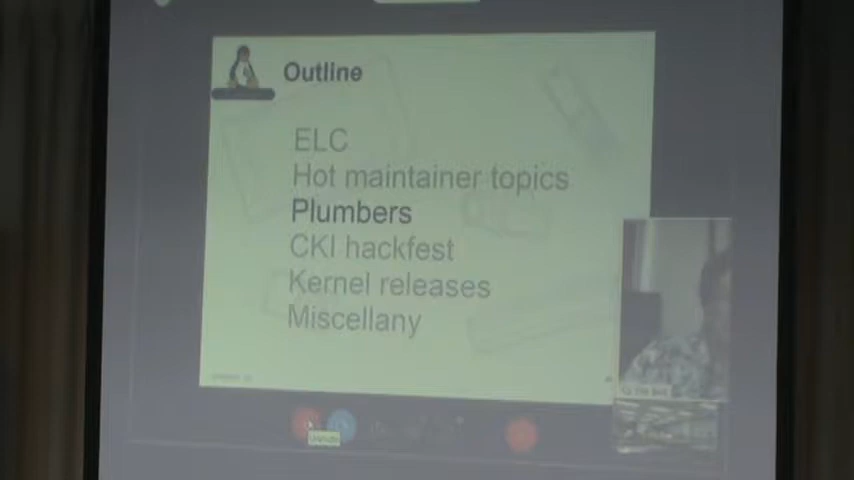 Outline
ELC
Hot maintainer topics
Plumbers
CKI hackfest
Kernel releases
Miscellany